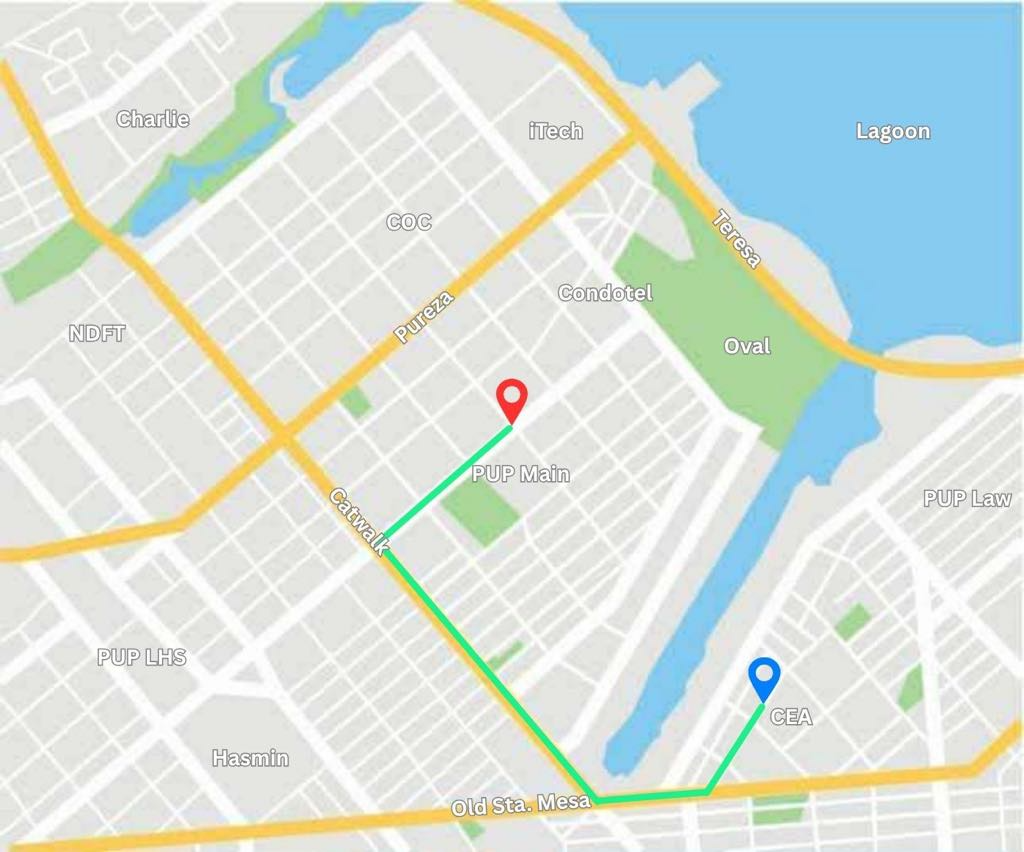 Charlie
iTech
Lagoon
COC
Teresa
Condotel
Pureza
NDFT
Oval
PUP Main
Catwalk
PUP Law
PUP LHS
CEA
Hasmin
Old Sta. Mesa